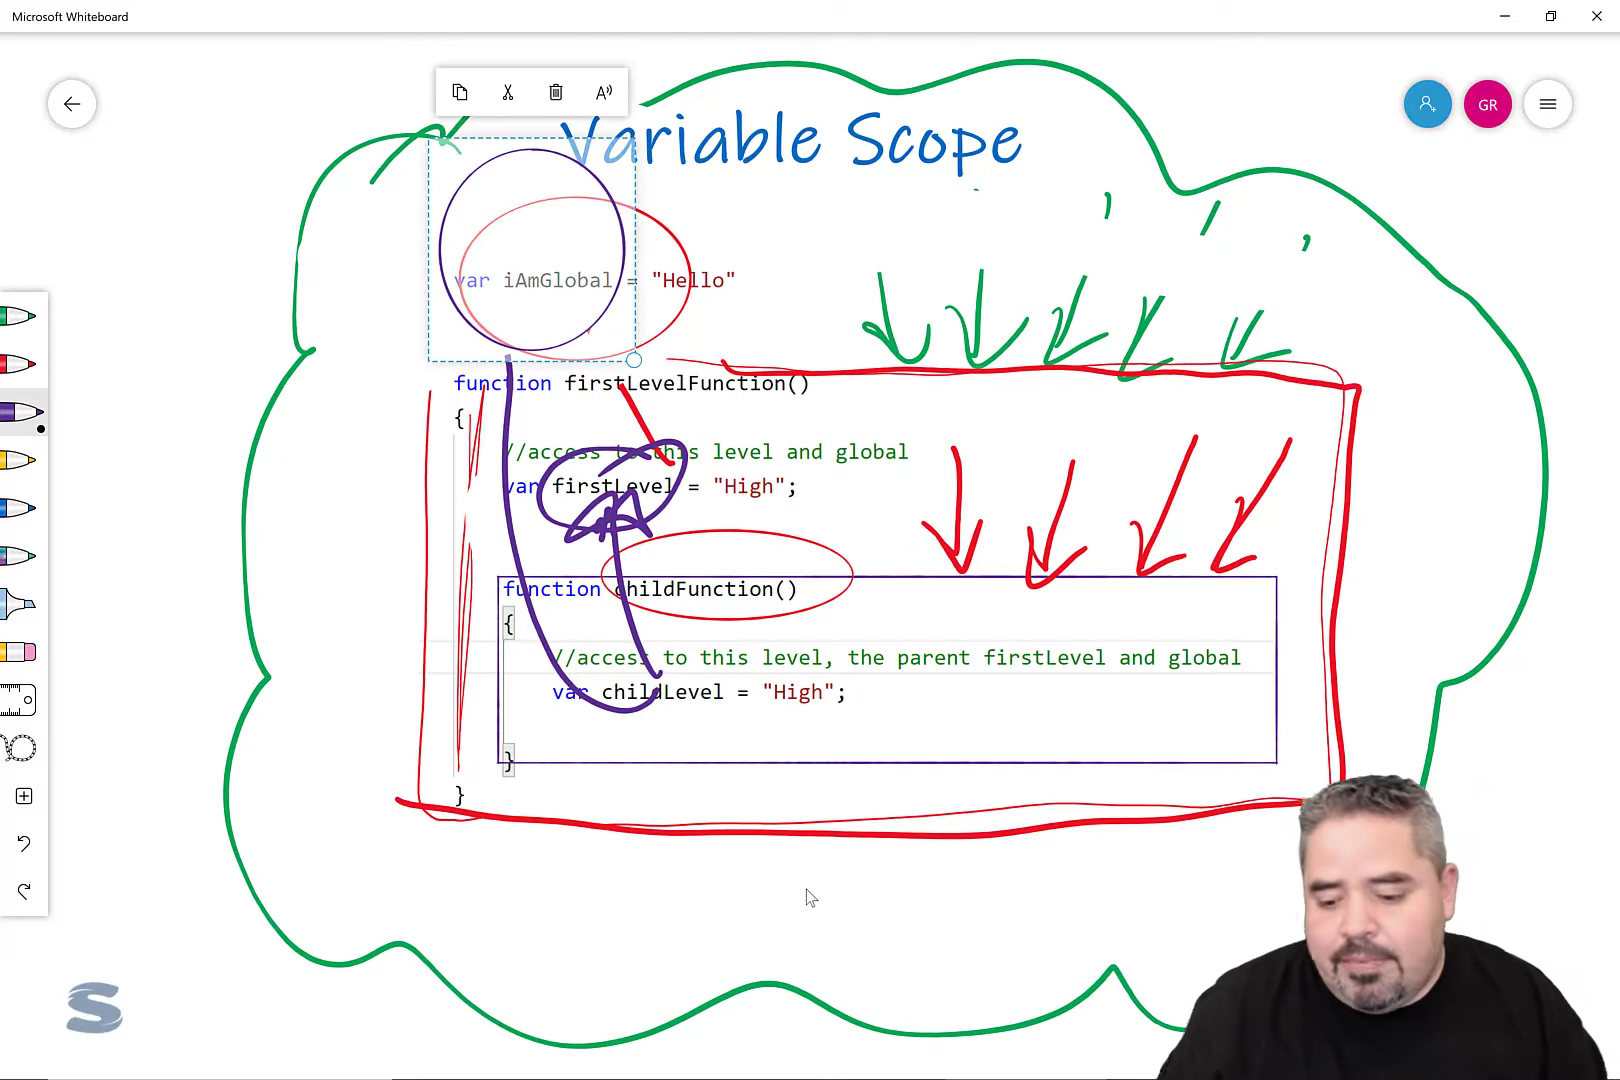 Microsoft Whiteboard
GR
Variable Scope
var iAmGlobal = "Hello"
function firstLevelFunction()
{
//access to this level and global
var firstLevel = "High";
function childFunction()
{
//access to this level, the parent firstLevel and global
var childLevel = "High";
}
}